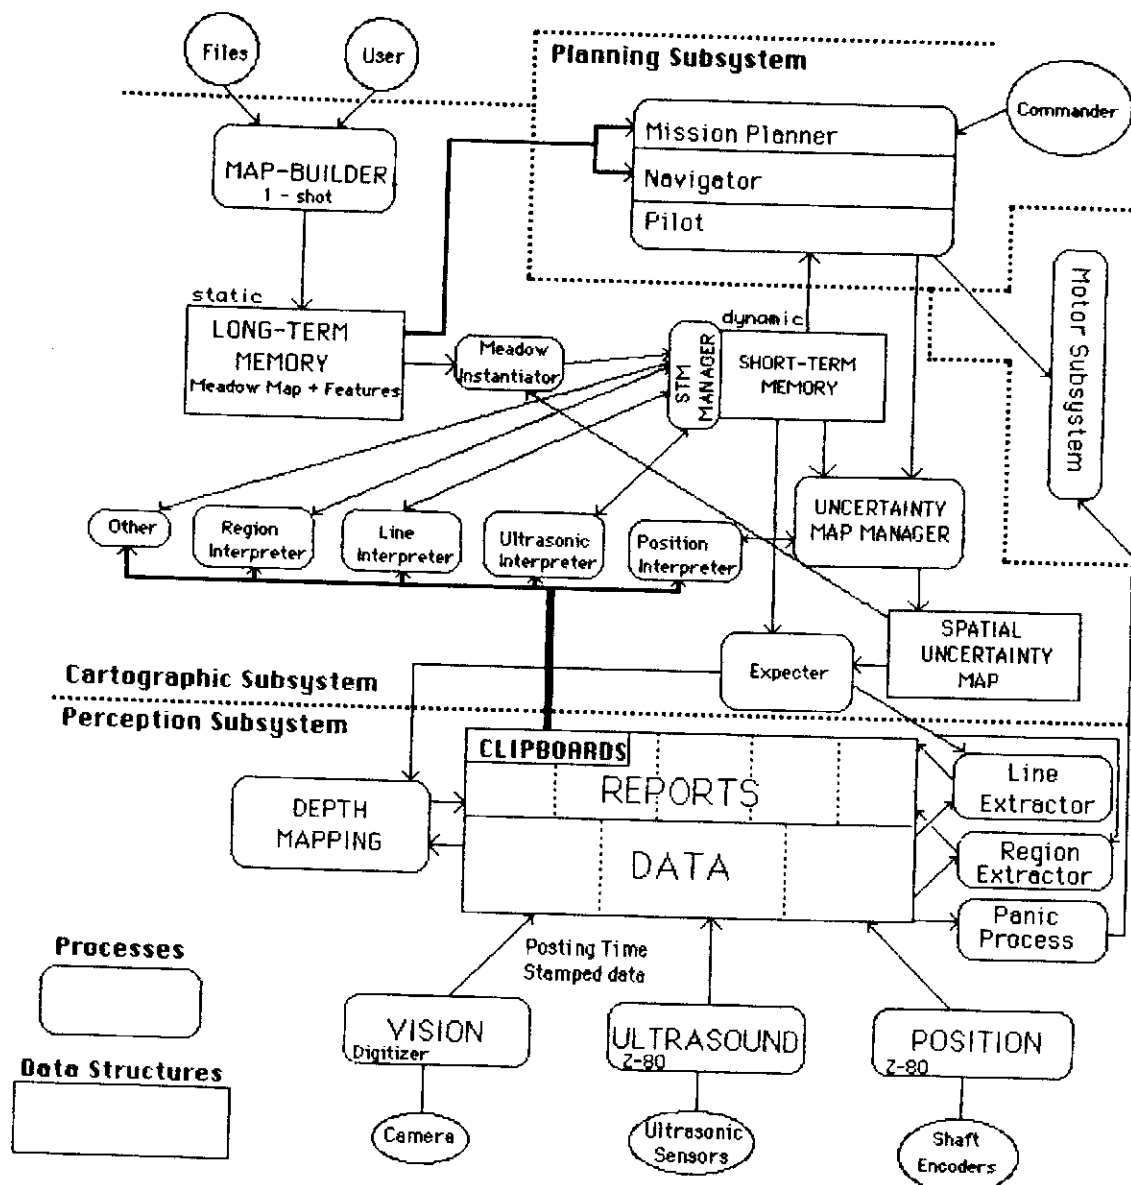 Files
User
Planning Subsystem
Commander
Mission Planner
Navigator
Pilot
MAP-BUILDER
1 - shot
Motor Subsystem
static
LONG-TERM
MEMORY
Meadow Map + Features
Meadow
Instantiator
STM
MANAGER
dynamic
SHORT-TERM
MEMORY
Other
Region
Interpreter
Line
Interpreter
Ultrasonic
Interpreter
Position
Interpreter
UNCERTAINTY
MAP MANAGER
SPATIAL
UNCERTAINTY
MAP
Expecter
Cartographic Subsystem
Perception Subsystem
CLIPBOARDS
REPORTS
DATA
DEPTH
MAPPING
Line
Extractor
Region
Extractor
Panic
Process
Posting Time
Stamped data
Processes
Data Structures
VISION
Digitizer
ULTRASOUND
Z-80
POSITION
Z-80
Camera
Ultrasonic
Sensors
Shaft
Encoders